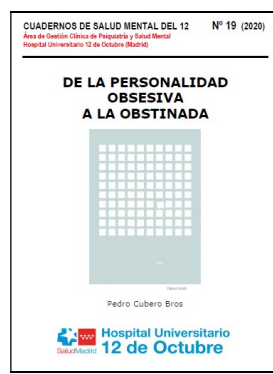 CUADERNOS DE SALUD MENTAL DEL 12 Nº 19 (2020)
Área de Gestión Clínica de Psiquiatría y Salud Mental
Hospital Universitario 12 de Octubre (Madrid)
DE LA PERSONALIDAD
OBSESIVA
A LA OBSTINADA
Pedro Cubero Bros
Hospital Universitario
SaludMadrid 12 de Octubre